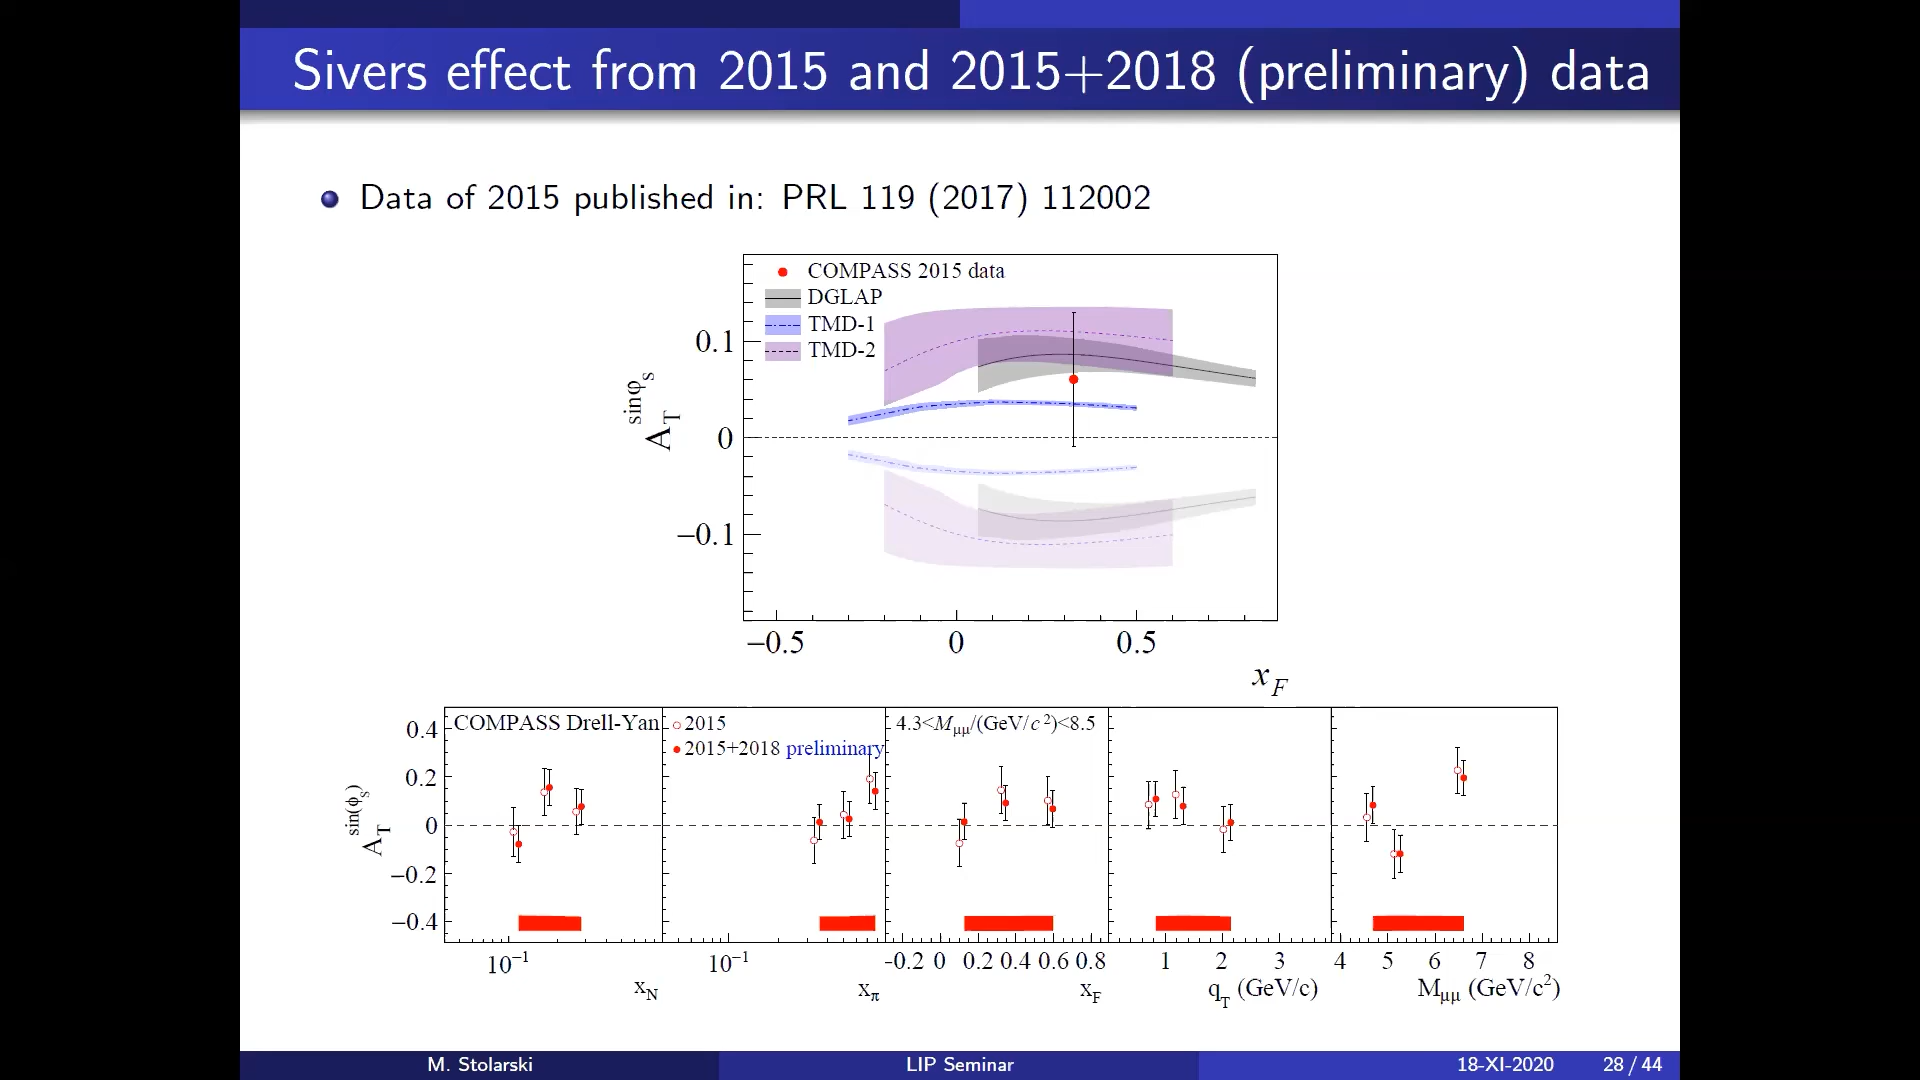 Sivers effect from 2015 and 2015+2018 (preliminary) data
Data of 2015 published in: PRL 119 (2017) 112002
COMPASS 2015 data
DGLAP
TMD-1
TMD-2
A_T^{sinφ_s}
0.1
0
−0.1
−0.5 0 0.5
x_F
COMPASS Drell-Yan
2015
2015+2018 preliminary
4.3<M_μμ/(GeV/c²)<8.5
A_T^{sin(ϕ_s)}
0.4
0.2
0
−0.2
−0.4
10⁻¹ 10⁻¹ -0.2 0 0.2 0.4 0.6 0.8 1 2 3 4 5 6 7 8
x_N x_π x_F q_T (GeV/c) M_μμ (GeV/c²)
M. Stolarski LIP Seminar 18-XI-2020 28 / 44